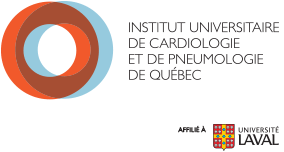 INSTITUT UNIVERSITAIRE
DE CARDIOLOGIE
ET DE PNEUMOLOGIE
DE QUÉBEC
AFFILIÉ À
UNIVERSITÉ
LAVAL